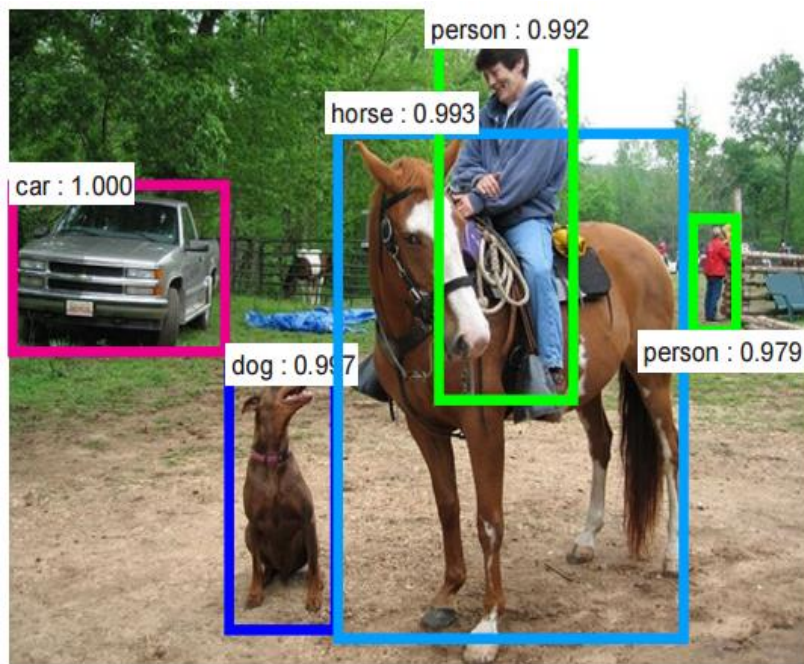 person : 0.992
horse : 0.993
car : 1.000
person : 0.979
dog : 0.997